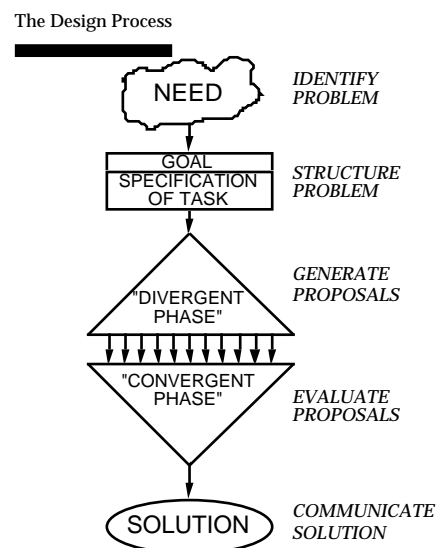 The Design Process
NEED
IDENTIFY
PROBLEM
GOAL
SPECIFICATION
OF TASK
STRUCTURE
PROBLEM
"DIVERGENT
PHASE"
GENERATE
PROPOSALS
"CONVERGENT
PHASE"
EVALUATE
PROPOSALS
SOLUTION
COMMUNICATE
SOLUTION